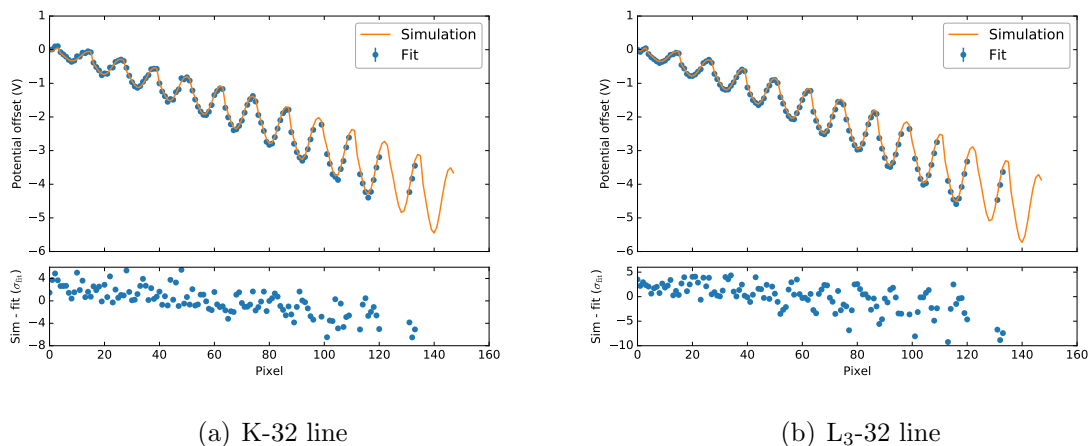 1
0
−1
−2
−3
−4
−5
−6
Potential offset (V)
Simulation
Fit
4
0
−4
−8
Sim - fit (σfit)
0 20 40 60 80 100 120 140 160
Pixel
(a) K-32 line
1
0
−1
−2
−3
−4
−5
−6
Potential offset (V)
Simulation
Fit
5
0
−5
−10
Sim - fit (σfit)
0 20 40 60 80 100 120 140 160
Pixel
(b) L3-32 line